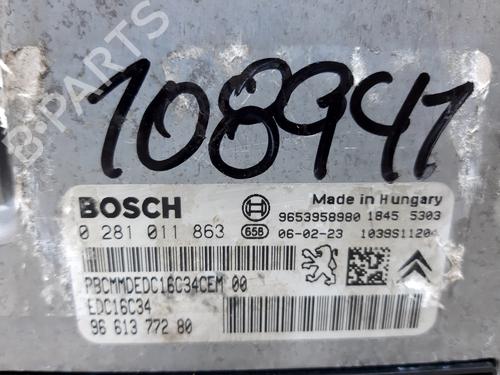 B-PARTS
108941
BOSCH
Made in Hungary
9653958980 1845 5303
0 281 011 863
658 06-02-23 1039S11204
PBCMMDEDC16C34CEM 00
EDC16C34
96 613 772 80